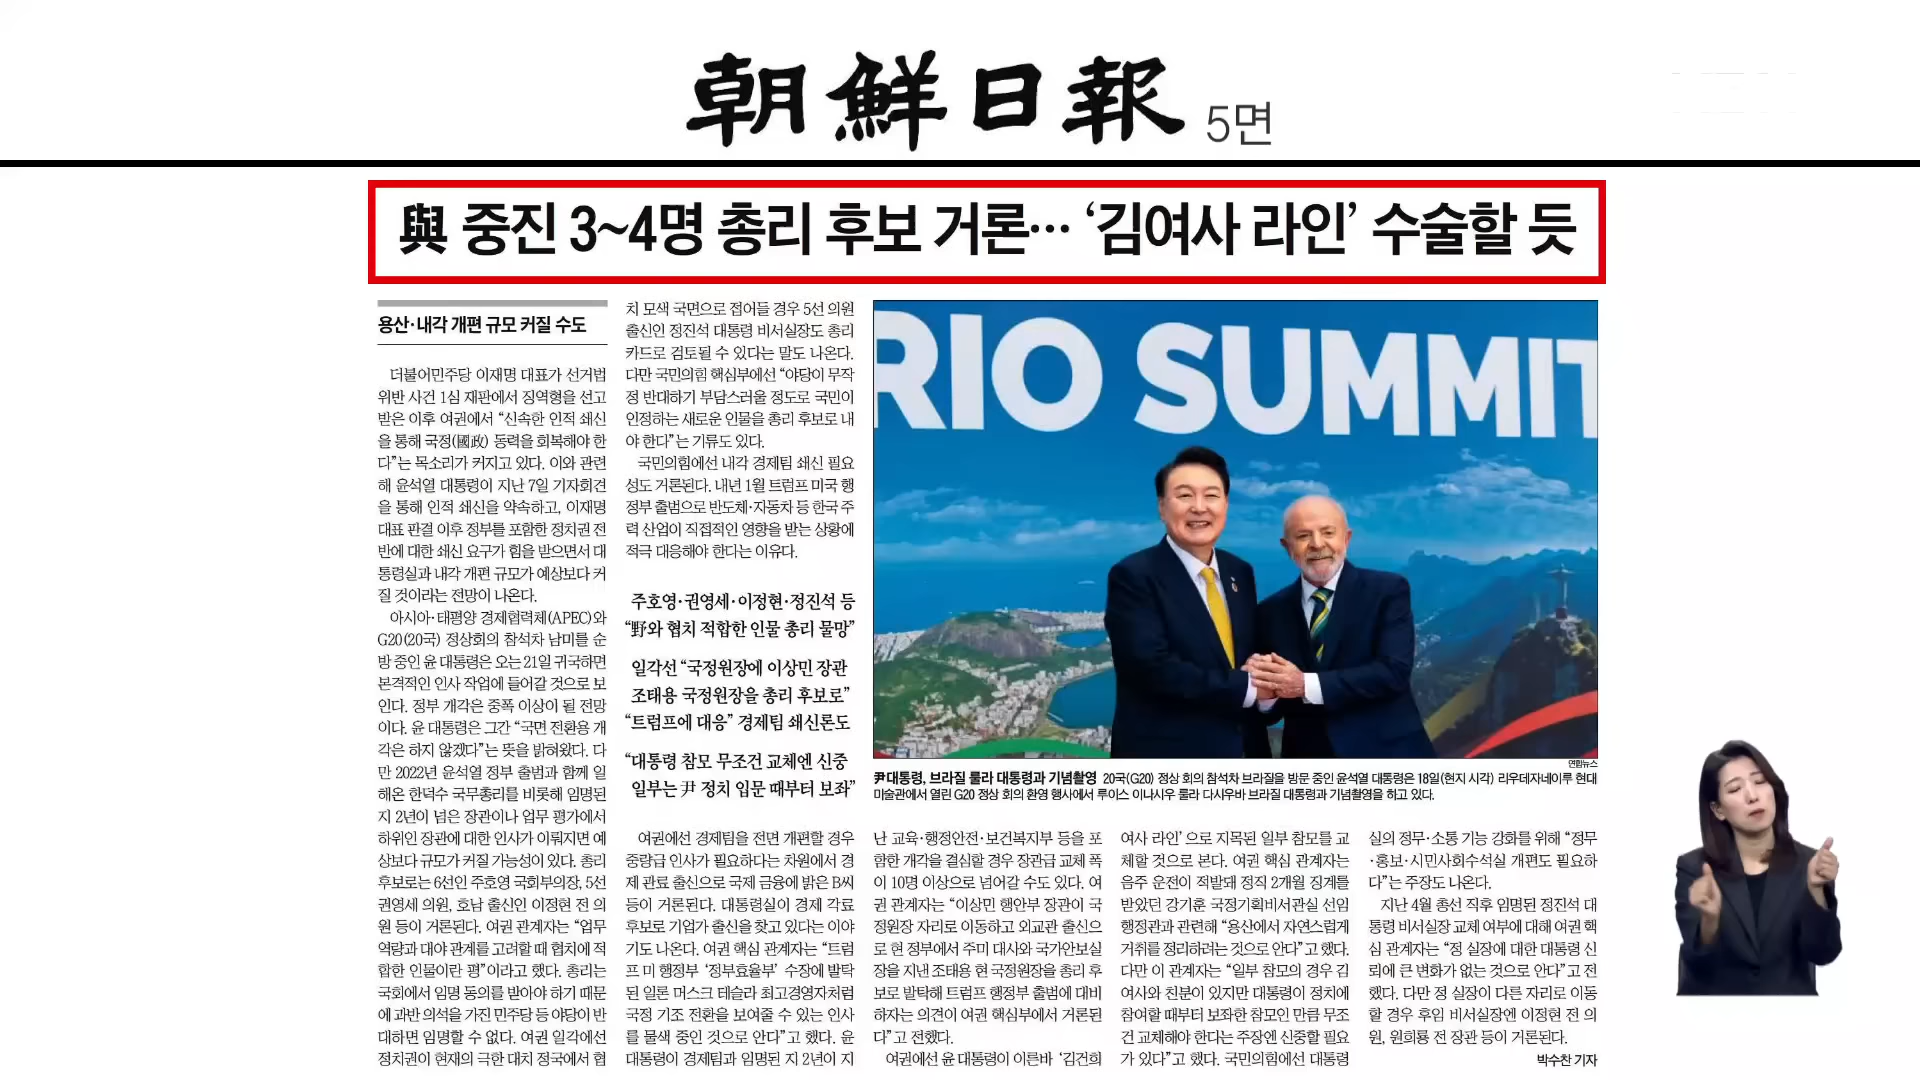 朝鮮日報 5면
與 중진 3~4명 총리 후보 거론… ‘김여사 라인’ 수술할 듯
용산·내각 개편 규모 커질 수도
더불어민주당 이재명 대표가 선거법
위반 사건 1심 재판에서 징역형을 선고
받은 이후 여권에서 “신속한 인적 쇄신
을 통해 국정(國政) 동력을 회복해야 한
다”는 목소리가 커지고 있다. 이와 관련
해 윤석열 대통령이 지난 7일 기자회견
을 통해 인적 쇄신을 약속하고, 이재명
대표 판결 이후 정부를 포함한 정치권 전
반에 대한 쇄신 요구가 힘을 받으면서 대
통령실과 내각 개편 규모가 예상보다 커
질 것이라는 전망이 나온다.
아시아·태평양 경제협력체(APEC)와
G20(20국) 정상회의 참석차 남미를 순
방 중인 윤 대통령은 오는 21일 귀국하면
본격적인 인사 작업에 들어갈 것으로 보
인다. 정부 개각은 중폭 이상이 될 전망
이다. 윤 대통령은 그간 “국면 전환용 개
각은 하지 않겠다”는 뜻을 밝혀왔다. 다
만 2022년 윤석열 정부 출범과 함께 일
해온 한덕수 국무총리를 비롯해 임명된
지 2년이 넘은 장관이나 업무 평가에서
하위인 장관에 대한 인사가 이뤄지면 예
상보다 규모가 커질 가능성이 있다. 총리
후보로는 6선인 주호영 국회부의장, 5선
권영세 의원, 호남 출신인 이정현 전 의
원 등이 거론된다. 여권 관계자는 “업무
역량과 대야 관계를 고려할 때 협치에 적
합한 인물이란 평”이라고 했다. 총리는
국회에서 임명 동의를 받아야 하기 때문
에 과반 의석을 가진 민주당 등 야당이 반
대하면 임명할 수 없다. 여권 일각에선
정치권이 현재의 극한 대치 정국에서 협
치 모색 국면으로 접어들 경우 5선 의원
출신인 정진석 대통령 비서실장도 총리
카드로 검토될 수 있다는 말도 나온다.
다만 국민의힘 핵심부에선 “야당이 무작
정 반대하기 부담스러울 정도로 국민이
인정하는 새로운 인물을 총리 후보로 내
야 한다”는 기류도 있다.
국민의힘에선 내각 경제팀 쇄신 필요
성도 거론된다. 내년 1월 트럼프 미국 행
정부 출범으로 반도체·자동차 등 한국 주
력 산업이 직접적인 영향을 받는 상황에
적극 대응해야 한다는 이유다.
주호영·권영세·이정현·정진석 등
“野와 협치 적합한 인물 총리 물망”
일각선 “국정원장에 이상민 장관
조태용 국정원장을 총리 후보로”
“트럼프에 대응” 경제팀 쇄신론도
“대통령 참모 무조건 교체엔 신중
일부는 尹 정치 입문 때부터 보좌”
여권에선 경제팀을 전면 개편할 경우
중량급 인사가 필요하다는 차원에서 경
제 관료 출신으로 국제 금융에 밝은 B씨
등이 거론된다. 대통령실이 경제 각료
후보로 기업가 출신을 찾고 있다는 이야
기도 나온다. 여권 핵심 관계자는 “트럼
프 미 행정부 ‘정부효율부’ 수장에 발탁
된 일론 머스크 테슬라 최고경영자처럼
국정 기조 전환을 보여줄 수 있는 인사
를 물색 중인 것으로 안다”고 했다. 윤
대통령이 경제팀과 임명된 지 2년이 지
RIO SUMMIT
연합뉴스
尹대통령, 브라질 룰라 대통령과 기념촬영 20국(G20) 정상 회의 참석차 브라질을 방문 중인 윤석열 대통령은 18일(현지 시각) 리우데자네이루 현대
미술관에서 열린 G20 정상 회의 환영 행사에서 루이스 이나시우 룰라 다시우바 브라질 대통령과 기념촬영을 하고 있다.
난 교육·행정안전·보건복지부 등을 포
함한 개각을 결심할 경우 장관급 교체 폭
이 10명 이상으로 넘어갈 수도 있다. 여
권 관계자는 “이상민 행안부 장관이 국
정원장 자리로 이동하고 외교관 출신으
로 현 정부에서 주미 대사와 국가안보실
장을 지낸 조태용 현 국정원장을 총리 후
보로 발탁해 트럼프 행정부 출범에 대비
하자는 의견이 여권 핵심부에서 거론된
다”고 전했다.
여권에선 윤 대통령이 이른바 ‘김건희
여사 라인’으로 지목된 일부 참모를 교
체할 것으로 본다. 여권 핵심 관계자는
음주 운전이 적발돼 정직 2개월 징계를
받았던 강기훈 국정기획비서관실 선임
행정관과 관련해 “용산에서 자연스럽게
거취를 정리하려는 것으로 안다”고 했다.
다만 이 관계자는 “일부 참모의 경우 김
여사와 친분이 있지만 대통령이 정치에
참여할 때부터 보좌한 참모인 만큼 무조
건 교체해야 한다는 주장엔 신중할 필요
가 있다”고 했다. 국민의힘에선 대통령
실의 정무·소통 기능 강화를 위해 “정무
·홍보·시민사회수석실 개편도 필요하
다”는 주장도 나온다.
지난 4월 총선 직후 임명된 정진석 대
통령 비서실장 교체 여부에 대해 여권 핵
심 관계자는 “정 실장에 대한 대통령 신
뢰에 큰 변화가 없는 것으로 안다”고 전
했다. 다만 정 실장이 다른 자리로 이동
할 경우 후임 비서실장엔 이정현 전 의
원, 원희룡 전 장관 등이 거론된다.
박수찬 기자